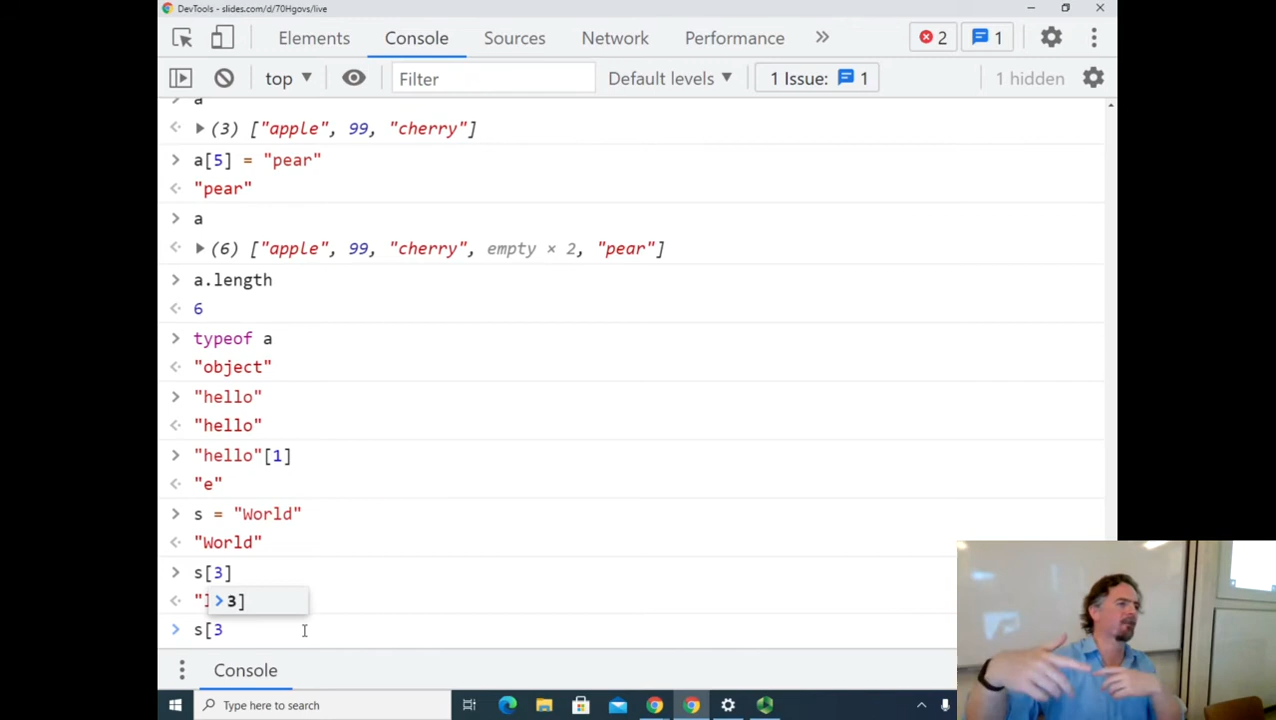 DevTools - slides.com/d/70Hgovs/live
Elements Console Sources Network Performance » 2 1
top ▼ Filter Default levels ▼ 1 Issue: 1 1 hidden
a
(3) ["apple", 99, "cherry"]
a[5] = "pear"
"pear"
a
(6) ["apple", 99, "cherry", empty × 2, "pear"]
a.length
6
typeof a
"object"
"hello"
"hello"
"hello"[1]
"e"
s = "World"
"World"
s[3]
3]
s[3
Console
Type here to search